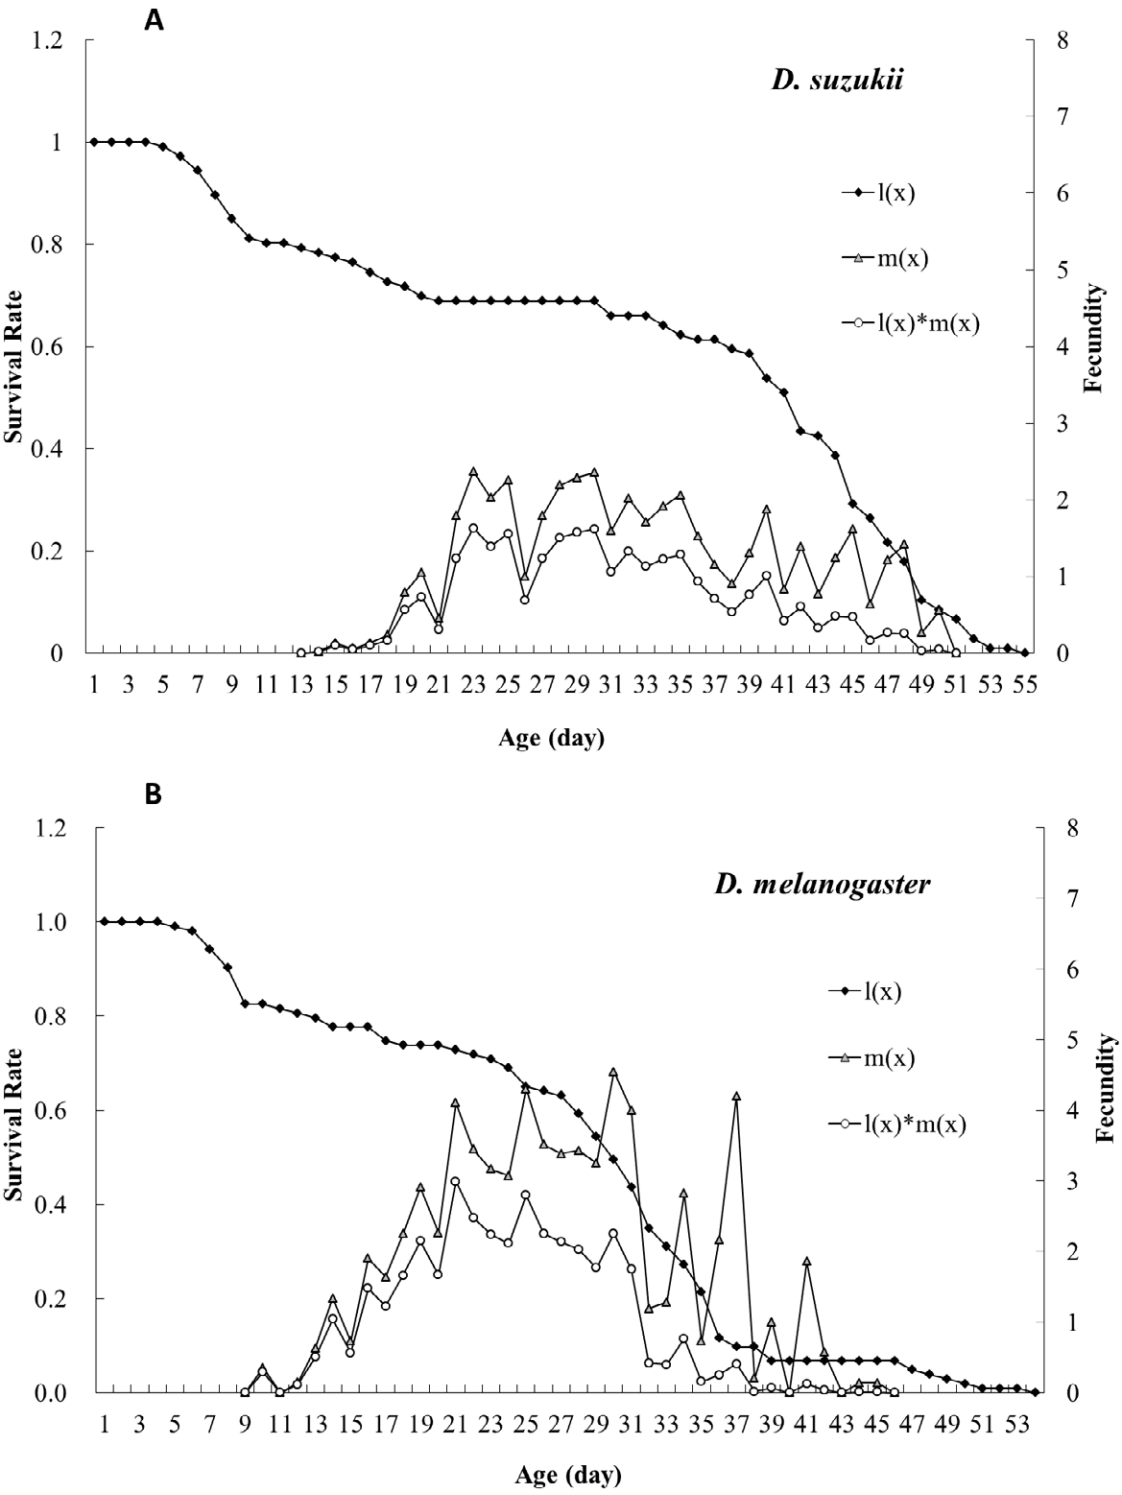 A
D. suzukii
1.2
1
0.8
0.6
0.4
0.2
0
Survival Rate
8
7
6
5
4
3
2
1
0
Fecundity
l(x)
m(x)
l(x)*m(x)
1 3 5 7 9 11 13 15 17 19 21 23 25 27 29 31 33 35 37 39 41 43 45 47 49 51 53 55
Age (day)
B
D. melanogaster
1.2
1.0
0.8
0.6
0.4
0.2
0.0
Survival Rate
8
7
6
5
4
3
2
1
0
Fecundity
l(x)
m(x)
l(x)*m(x)
1 3 5 7 9 11 13 15 17 19 21 23 25 27 29 31 33 35 37 39 41 43 45 47 49 51 53
Age (day)